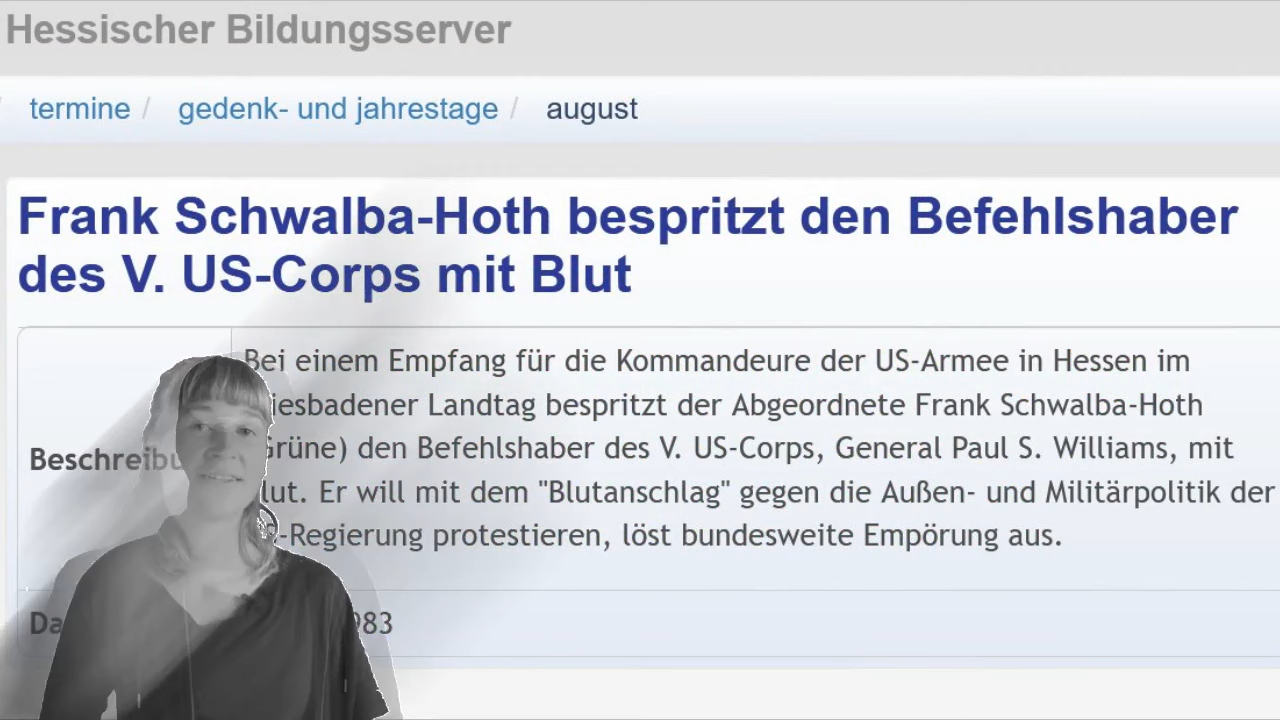 Hessischer Bildungsserver
/ termine / gedenk- und jahrestage / august
Frank Schwalba-Hoth bespritzt den Befehlshaber
des V. US-Corps mit Blut
Bei einem Empfang für die Kommandeure der US-Armee in Hessen im
iesbadener Landtag bespritzt der Abgeordnete Frank Schwalba-Hoth
Grüne) den Befehlshaber des V. US-Corps, General Paul S. Williams, mit
Beschreibu
lut. Er will mit dem "Blutanschlag" gegen die Außen- und Militärpolitik der
-Regierung protestieren, löst bundesweite Empörung aus.
Da 983